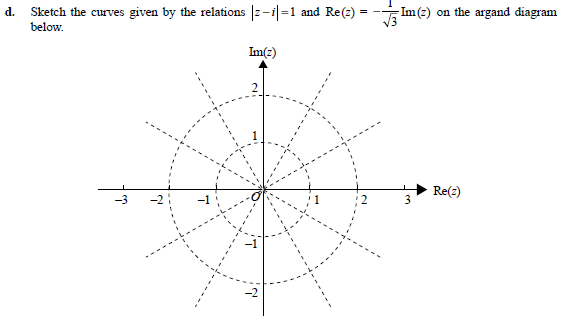 d. Sketch the curves given by the relations |z−i|=1 and Re(z) = −1/√3 Im(z) on the argand diagram
below.
Im(z)
2
1
−3 −2 −1 O 1 2 3 Re(z)
−1
−2